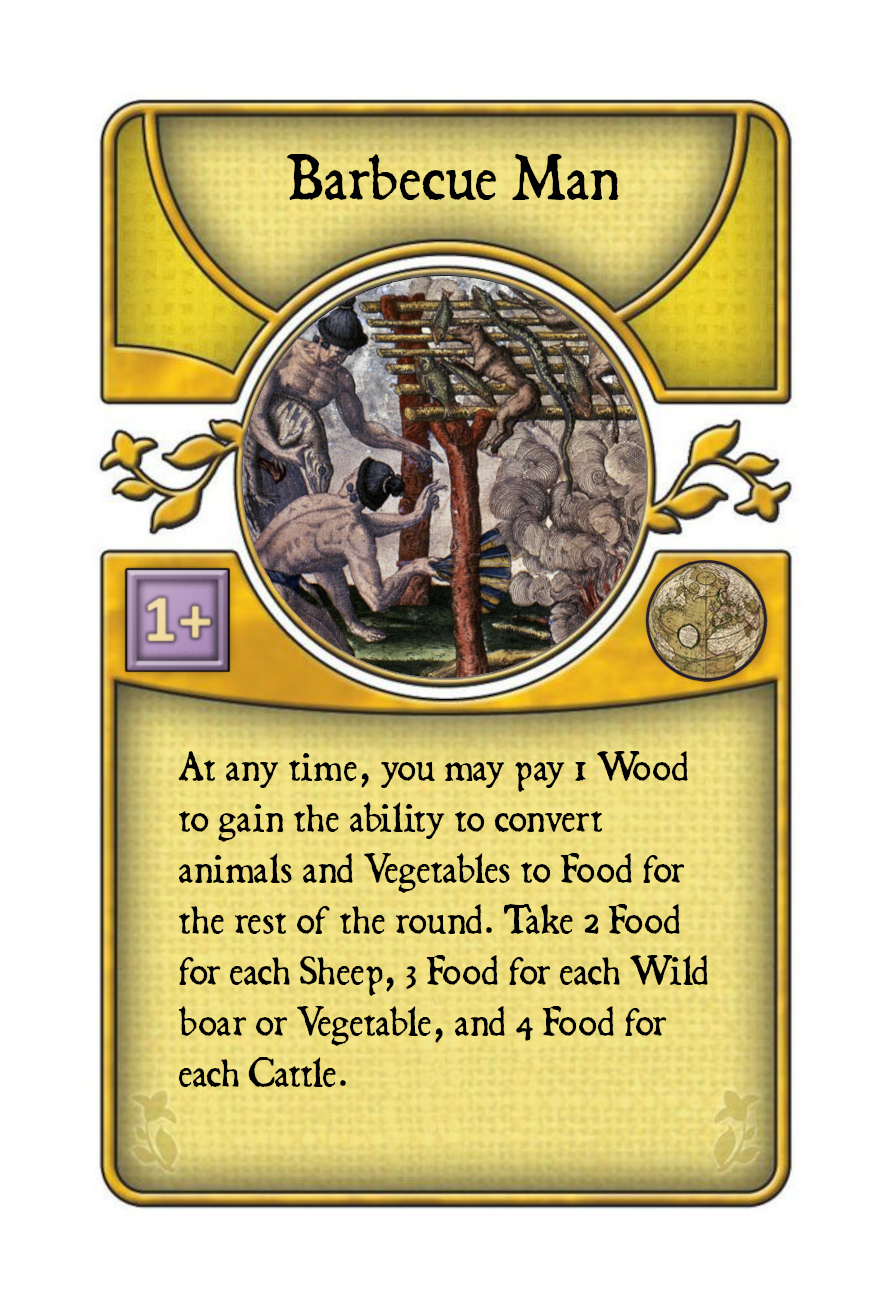 Barbecue Man
1+
At any time, you may pay 1 Wood
to gain the ability to convert
animals and Vegetables to Food for
the rest of the round. Take 2 Food
for each Sheep, 3 Food for each Wild
boar or Vegetable, and 4 Food for
each Cattle.